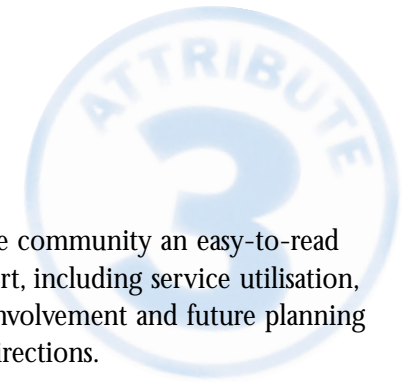 ATTRIBUTE
3
e community an easy-to-read
rt, including service utilisation,
nvolvement and future planning
irections.